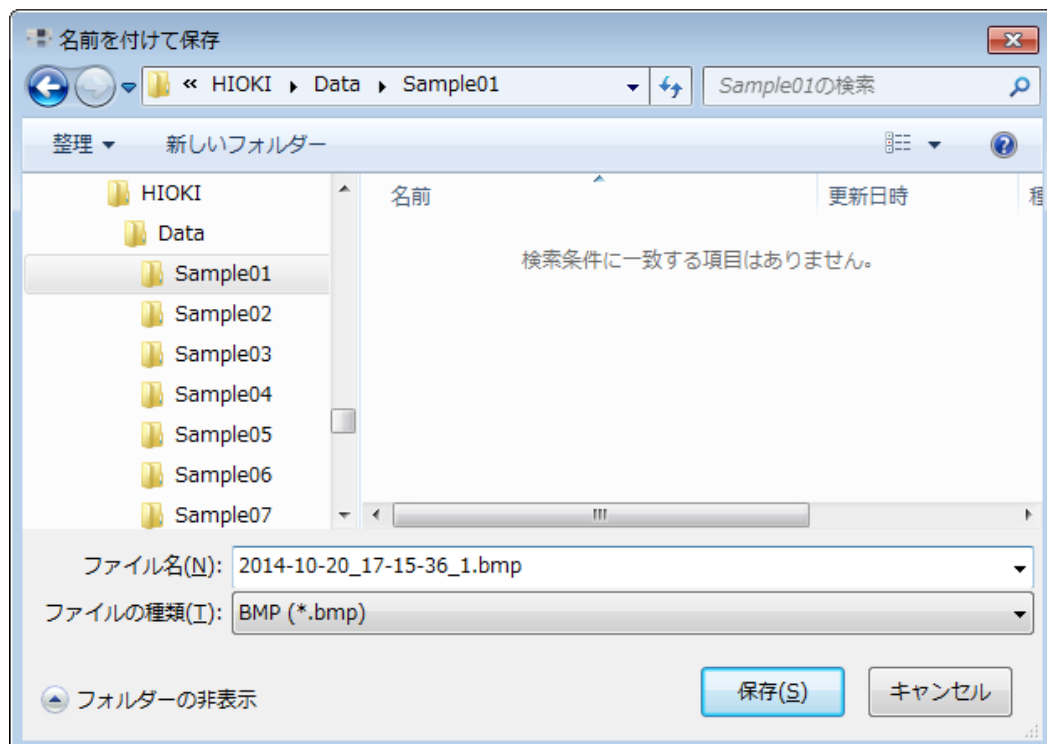 名前を付けて保存
« HIOKI ▸ Data ▸ Sample01
Sample01の検索
整理 ▼ 新しいフォルダー
HIOKI
Data
Sample01
Sample02
Sample03
Sample04
Sample05
Sample06
Sample07
名前 更新日時 種
検索条件に一致する項目はありません。
ファイル名(N): 2014-10-20_17-15-36_1.bmp
ファイルの種類(T): BMP (*.bmp)
フォルダーの非表示 保存(S) キャンセル